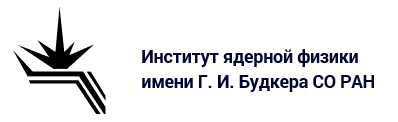 Институт ядерной физики
имени Г. И. Будкера СО РАН